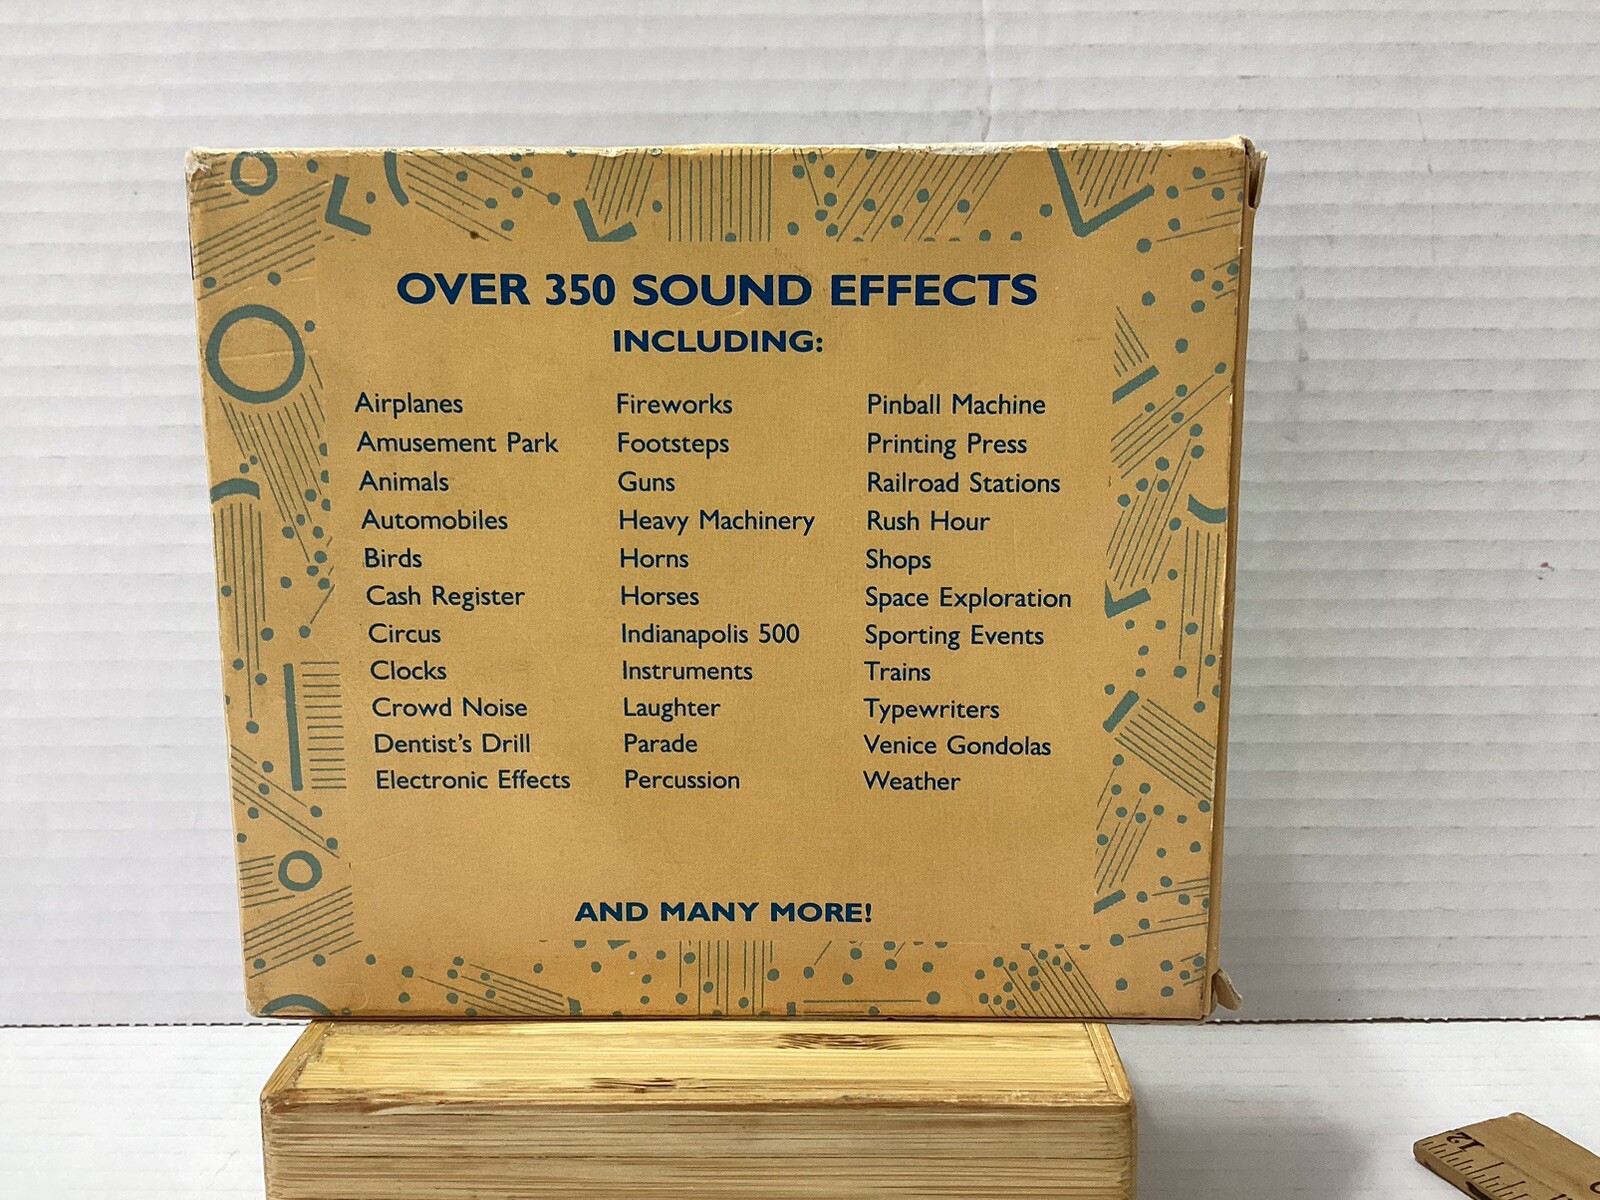 OVER 350 SOUND EFFECTS
INCLUDING:
Airplanes
Amusement Park
Animals
Automobiles
Birds
Cash Register
Circus
Clocks
Crowd Noise
Dentist's Drill
Electronic Effects
Fireworks
Footsteps
Guns
Heavy Machinery
Horns
Horses
Indianapolis 500
Instruments
Laughter
Parade
Percussion
Pinball Machine
Printing Press
Railroad Stations
Rush Hour
Shops
Space Exploration
Sporting Events
Trains
Typewriters
Venice Gondolas
Weather
AND MANY MORE!
12